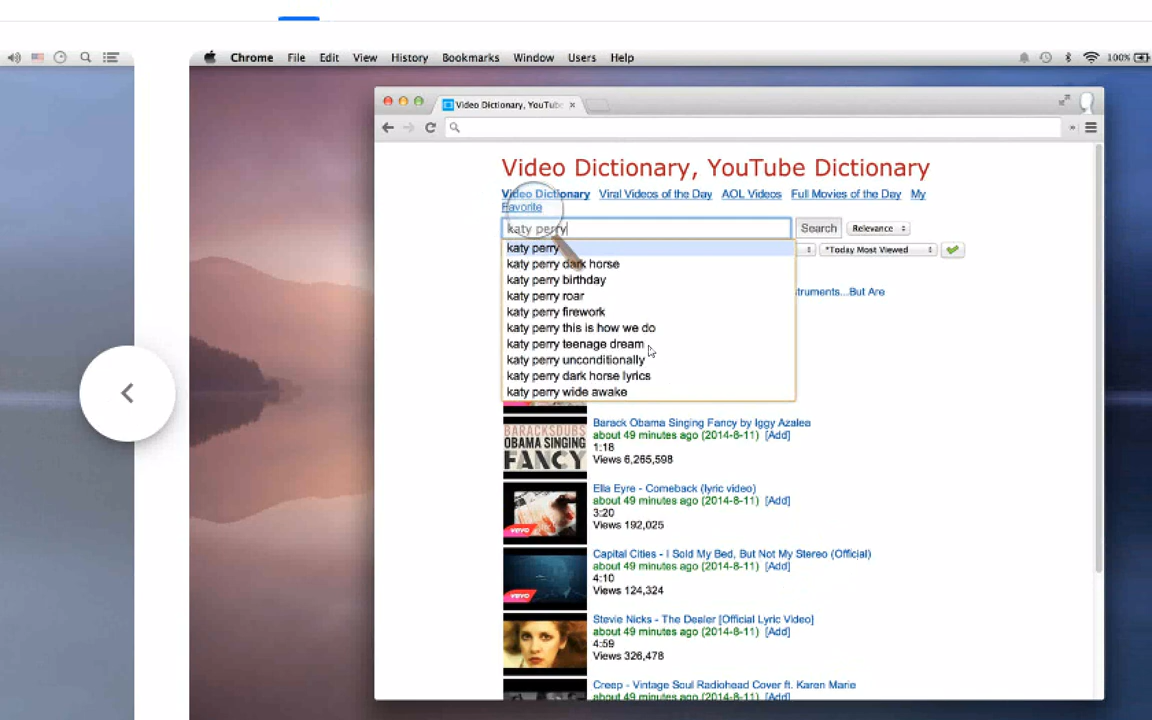 Chrome File Edit View History Bookmarks Window Users Help 100%
Video Dictionary, YouTube
Video Dictionary, YouTube Dictionary
Video Dictionary Viral Videos of the Day AOL Videos Full Movies of the Day My
Favorite
katy perry Search Relevance
katy perry *Today Most Viewed
katy perry dark horse
katy perry birthday
katy perry roar truments...But Are
katy perry firework
katy perry this is how we do
katy perry teenage dream
katy perry unconditionally
katy perry dark horse lyrics
katy perry wide awake
BARACKSDUBS
OBAMA SINGING
FANCY
Barack Obama Singing Fancy by Iggy Azalea
about 49 minutes ago (2014-8-11) [Add]
1:18
Views 6,265,598
vevo
Ella Eyre - Comeback (lyric video)
about 49 minutes ago (2014-8-11) [Add]
3:20
Views 192,025
vevo
Capital Cities - I Sold My Bed, But Not My Stereo (Official)
about 49 minutes ago (2014-8-11) [Add]
4:10
Views 124,324
Stevie Nicks - The Dealer [Official Lyric Video]
about 49 minutes ago (2014-8-11) [Add]
4:59
Views 326,478
Creep - Vintage Soul Radiohead Cover ft. Karen Marie
about 49 minutes ago (2014-8-11) [Add]